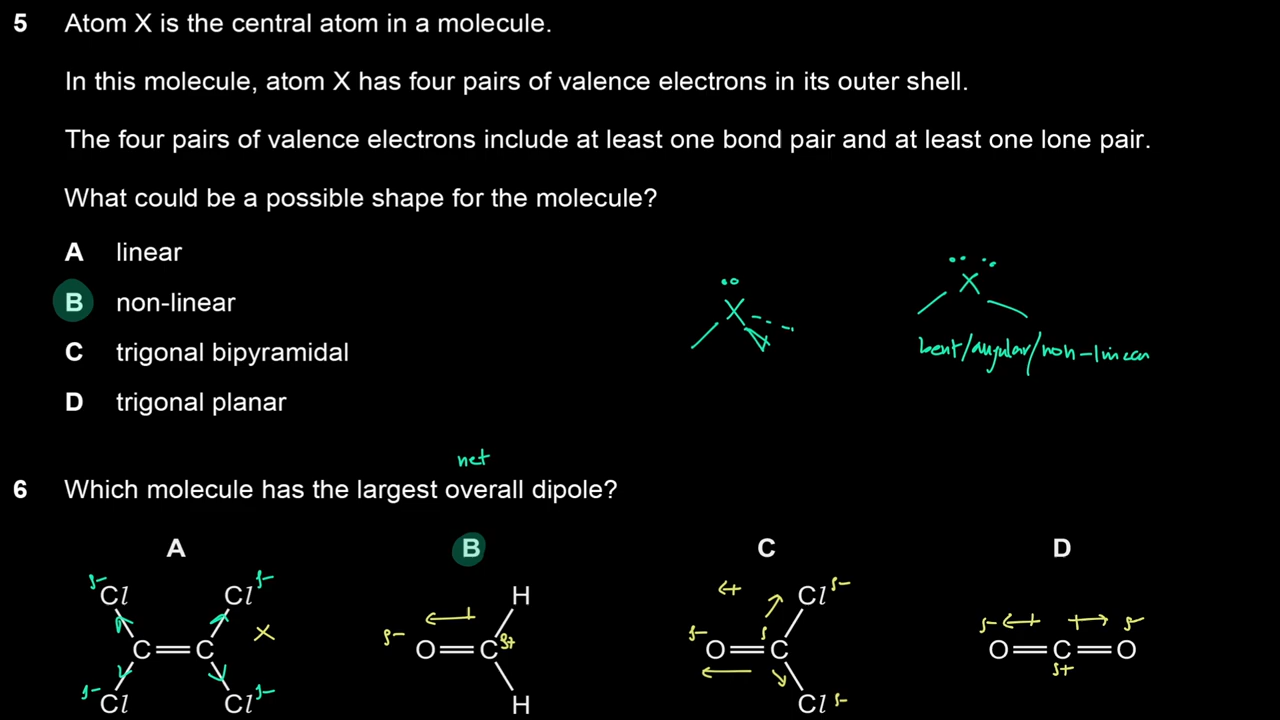 5 Atom X is the central atom in a molecule.
In this molecule, atom X has four pairs of valence electrons in its outer shell.
The four pairs of valence electrons include at least one bond pair and at least one lone pair.
What could be a possible shape for the molecule?
A linear
B non-linear
C trigonal bipyramidal
D trigonal planar
X
X
bent/angular/non-linear
net
6 Which molecule has the largest overall dipole?
A B C D
δ- Cl Cl δ- H Cl δ-
δ- O = C δ+ δ- O = C δ δ- O = C = O δ-
C = C
δ+
δ- Cl Cl δ- H Cl δ-